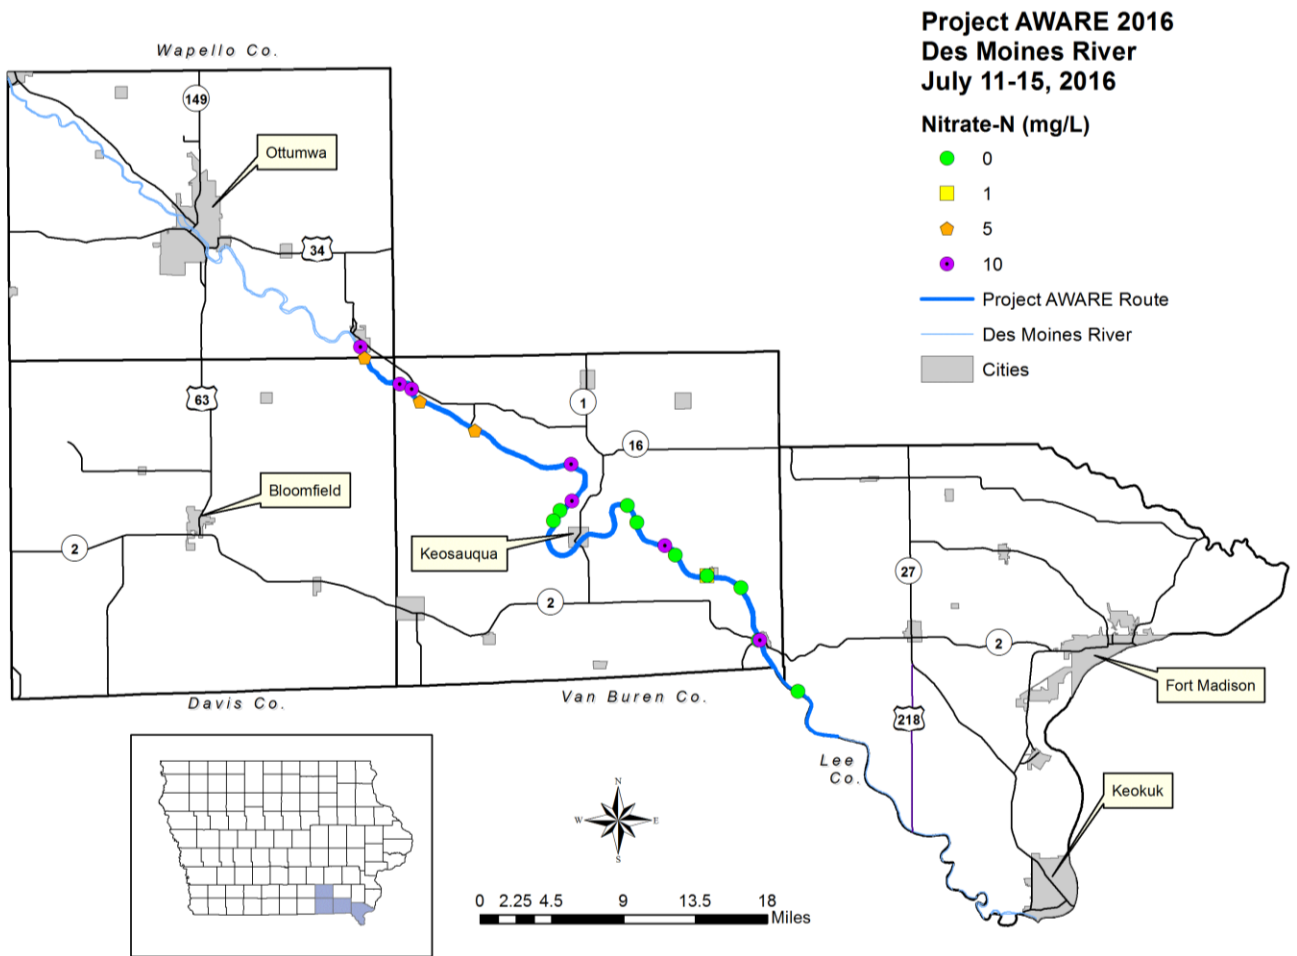 Project AWARE 2016
Des Moines River
July 11-15, 2016
Nitrate-N (mg/L)
0
1
5
10
Project AWARE Route
Des Moines River
Cities
Wapello Co.
149
Ottumwa
34
63
1
16
Bloomfield
2
Keosauqua
2
27
2
Fort Madison
218
Davis Co.
Van Buren Co.
Lee
Co.
Keokuk
N
W
E
S
0 2.25 4.5 9 13.5 18
Miles